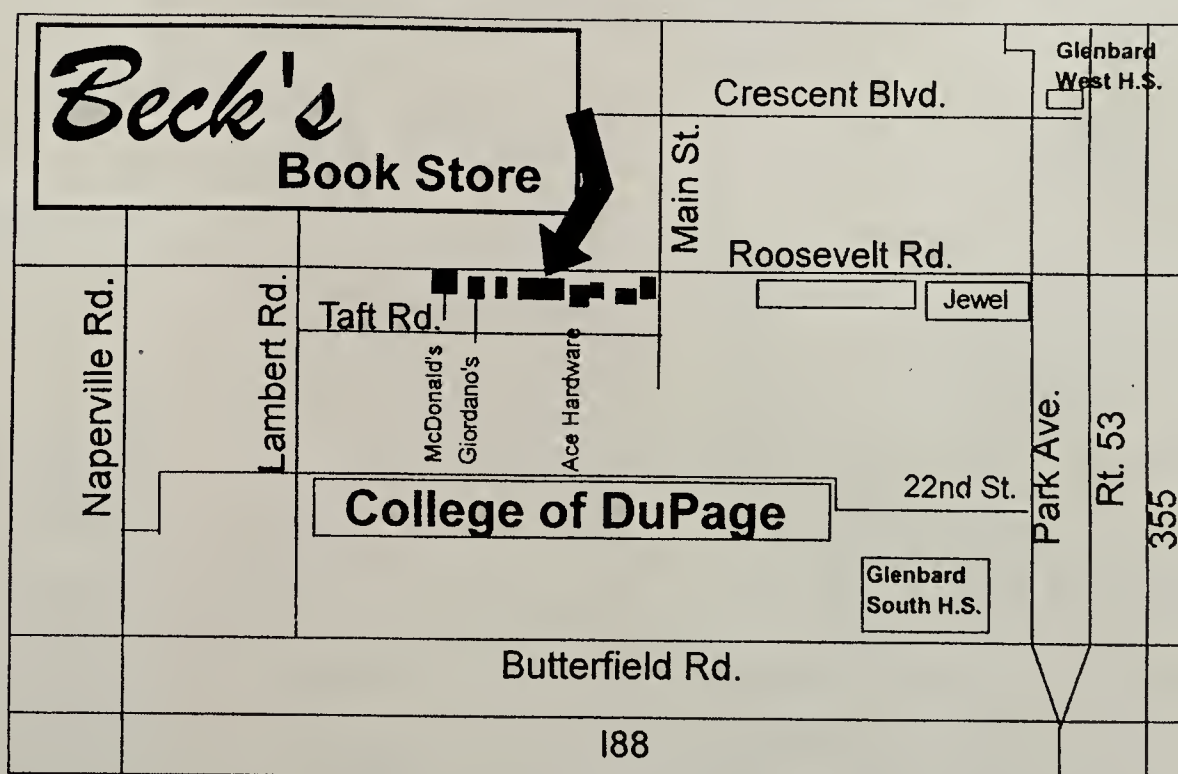 Beck's
Book Store
Glenbard
West H.S.
Crescent Blvd.
Main St.
Roosevelt Rd.
Jewel
Taft Rd.
Naperville Rd.
Lambert Rd.
McDonald's
Giordano's
Ace Hardware
Park Ave.
Rt. 53
355
22nd St.
College of DuPage
Glenbard
South H.S.
Butterfield Rd.
I88